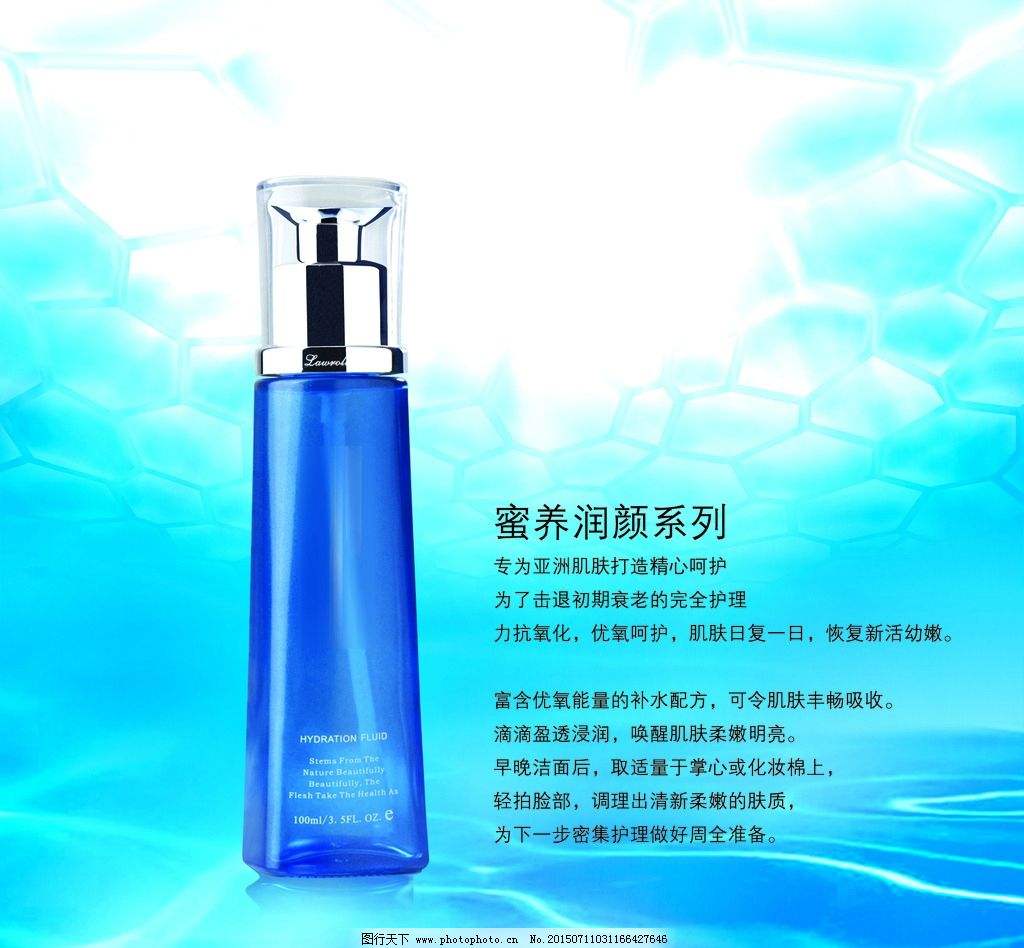 HYDRATION FLUID
Stems From The
Nature Beautifully
Beautifully, The
Flesh Take The Health As
100ml/3. 5FL. OZ. e
蜜养润颜系列
专为亚洲肌肤打造精心呵护
为了击退初期衰老的完全护理
力抗氧化，优氧呵护，肌肤日复一日，恢复新活幼嫩。
富含优氧能量的补水配方，可令肌肤丰畅吸收。
滴滴盈透浸润，唤醒肌肤柔嫩明亮。
早晚洁面后，取适量于掌心或化妆棉上，
轻拍脸部，调理出清新柔嫩的肤质，
为下一步密集护理做好周全准备。
图行天下 www.photophoto.cn No.20150711031166427646